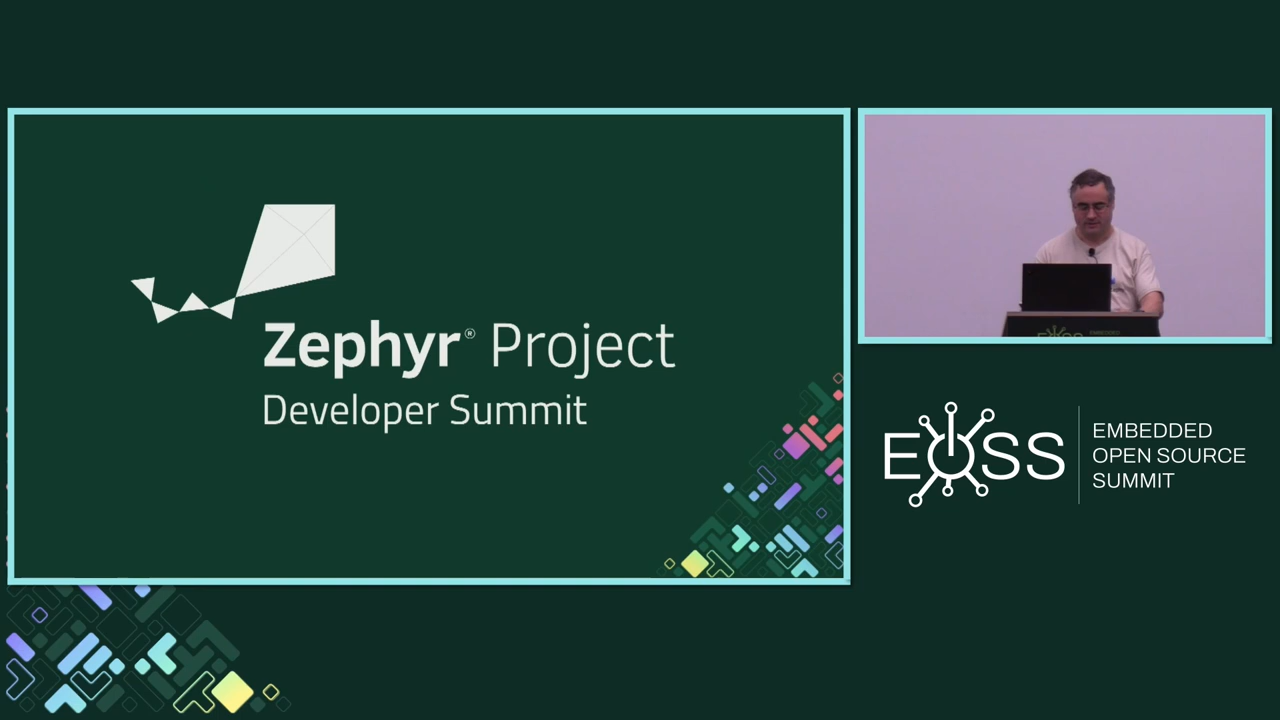 Zephyr® Project
Developer Summit
EOSS
EMBEDDED
OPEN SOURCE
SUMMIT